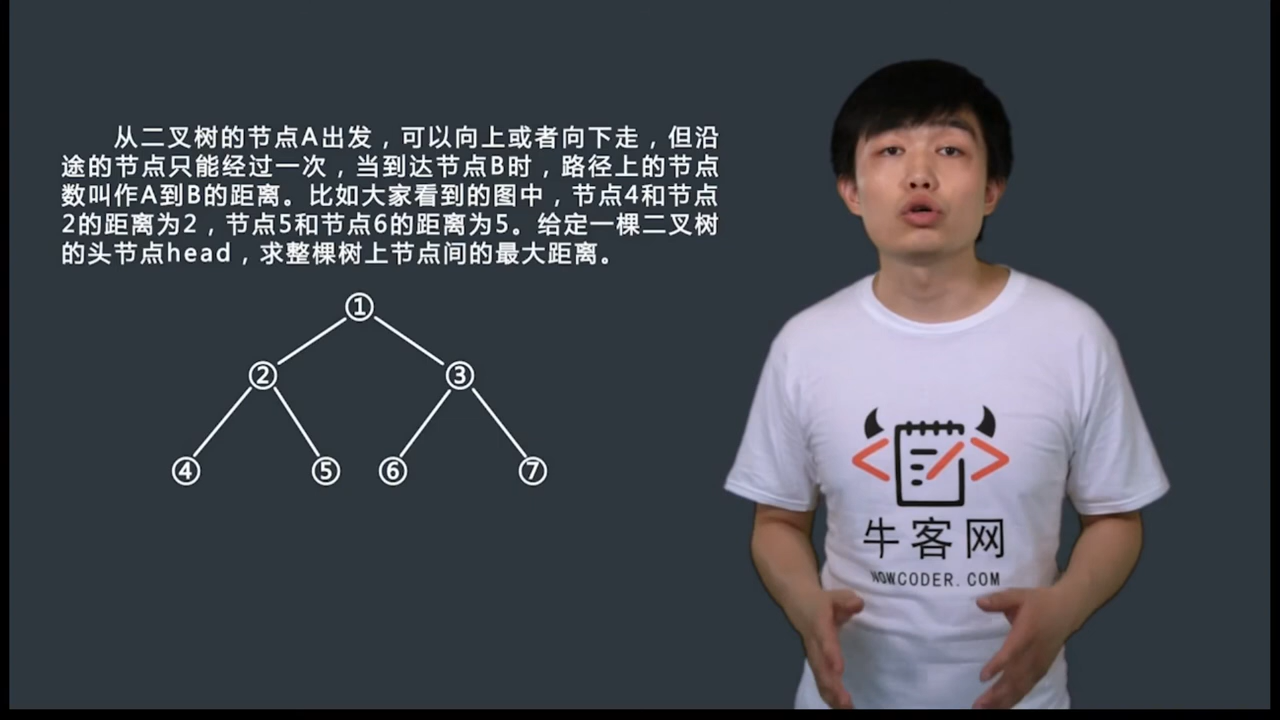 从二叉树的节点A出发，可以向上或者向下走，但沿
途的节点只能经过一次，当到达节点B时，路径上的节点
数叫作A到B的距离。比如大家看到的图中，节点4和节点
2的距离为2，节点5和节点6的距离为5。给定一棵二叉树
的头节点head，求整棵树上节点间的最大距离。
①
② ③
④ ⑤ ⑥ ⑦
牛客网
NOWCODER.COM